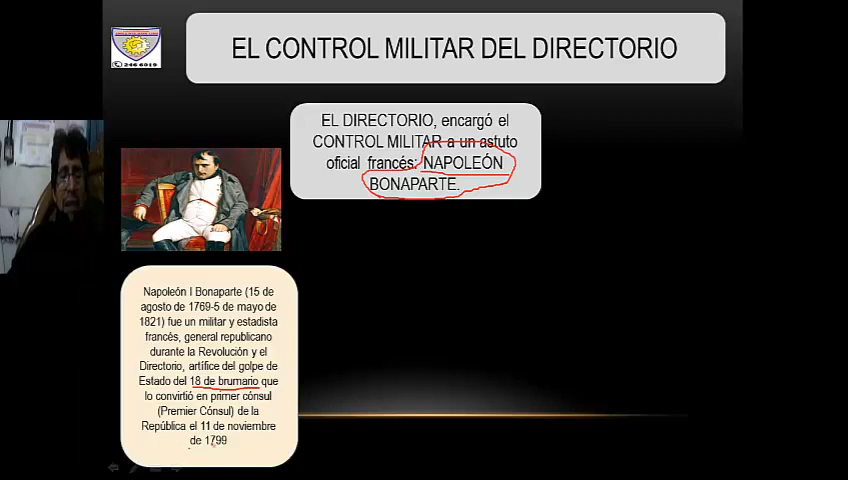 EL CONTROL MILITAR DEL DIRECTORIO
246 6019
EL DIRECTORIO, encargó el
CONTROL MILITAR a un astuto
oficial francés: NAPOLEÓN
BONAPARTE.
Napoleón I Bonaparte (15 de
agosto de 1769-5 de mayo de
1821) fue un militar y estadista
francés, general republicano
durante la Revolución y el
Directorio, artífice del golpe de
Estado del 18 de brumario que
lo convirtió en primer cónsul
(Premier Cónsul) de la
República el 11 de noviembre
de 1799